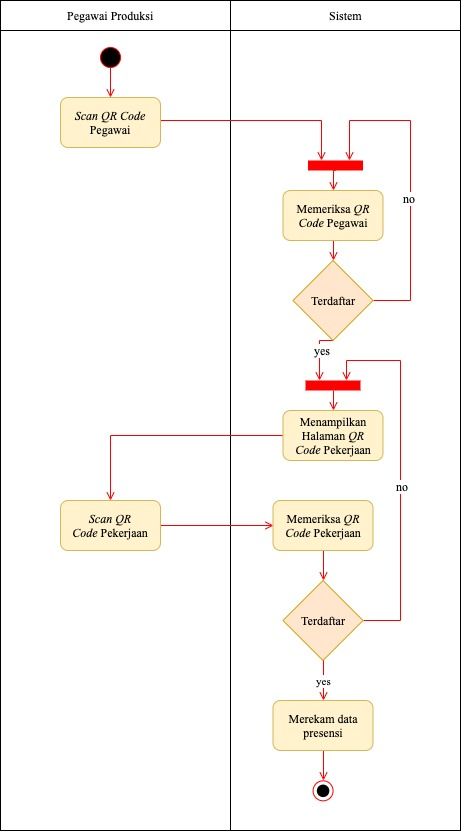 Pegawai Produksi
Sistem
Scan QR Code
Pegawai
Memeriksa QR
Code Pegawai
no
Terdaftar
yes
Menampilkan
Halaman QR
Code Pekerjaan
Scan QR
Code Pekerjaan
Memeriksa QR
Code Pekerjaan
no
Terdaftar
yes
Merekam data
presensi